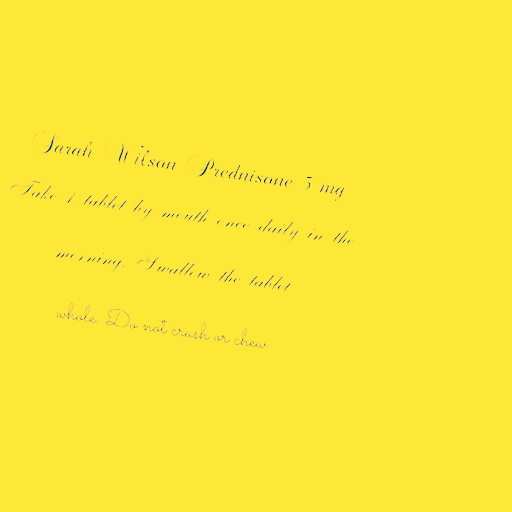 Sarah Wilson Prednisone 5 mg
Take 1 tablet by mouth once daily in the
morning. Swallow the tablet
whole. Do not crush or chew.